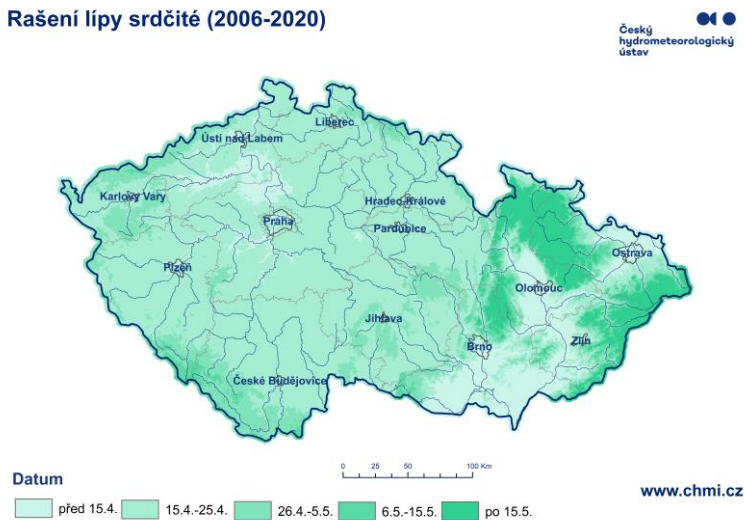 Rašení lípy srdčité (2006-2020)
Český
hydrometeorologický
ústav
Liberec
Ústí nad Labem
Karlovy Vary
Hradec Králové
Praha
Pardubice
Ostrava
Plzeň
Olomouc
Jihlava
Brno
Zlín
České Budějovice
Datum
0 25 50 100 Km
www.chmi.cz
před 15.4. 15.4.-25.4. 26.4.-5.5. 6.5.-15.5. po 15.5.